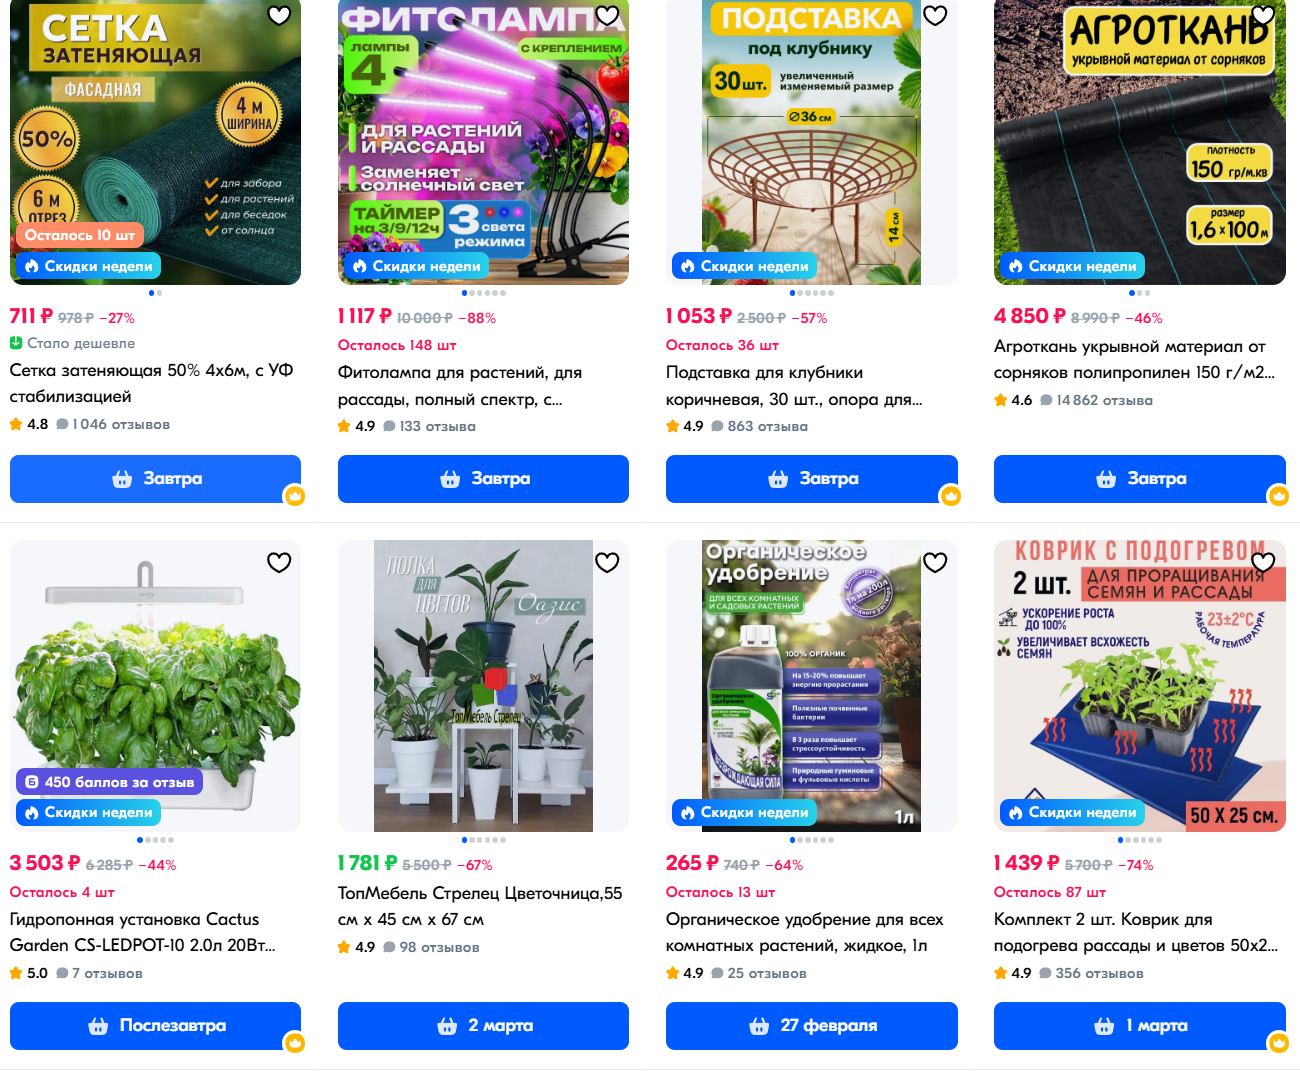 СЕТКА
ЗАТЕНЯЮЩАЯ
ФАСАДНАЯ
4 м
ШИРИНА
50%
6 м
ОТРЕЗ
для забора
для растений
для беседок
от солнца
Осталось 10 шт
Скидки недели
711 ₽ 978 ₽ −27%
Стало дешевле
Сетка затеняющая 50% 4х6м, с УФ
стабилизацией
4.8 1 046 отзывов
Завтра
ФИТОЛАМПА
ЛАМПЫ
4
С КРЕПЛЕНИЕМ
ДЛЯ РАСТЕНИЙ
И РАССАДЫ
Заменяет
солнечный свет
ТАЙМЕР
на 3/9/12ч
3 света
режима
Скидки недели
1 117 ₽ 10 000 ₽ −88%
Осталось 148 шт
Фитолампа для растений, для
рассады, полный спектр, с...
4.9 133 отзыва
Завтра
ПОДСТАВКА
под клубнику
30 шт.
увеличенный
изменяемый размер
⌀36 см
14 см
Скидки недели
1 053 ₽ 2 500 ₽ −57%
Осталось 36 шт
Подставка для клубники
коричневая, 30 шт., опора для...
4.9 863 отзыва
Завтра
АГРОТКАНЬ
укрывной материал от сорняков
плотность
150 гр/м.кв
размер
1,6×100м
Скидки недели
4 850 ₽ 8 990 ₽ −46%
Агроткань укрывной материал от
сорняков полипропилен 150 г/м2...
4.6 14 862 отзыва
Завтра
450 баллов за отзыв
Скидки недели
3 503 ₽ 6 285 ₽ −44%
Осталось 4 шт
Гидропонная установка Cactus
Garden CS-LEDPOT-10 2.0л 20Вт...
5.0 7 отзывов
Послезавтра
ПОЛКА
ДЛЯ
ЦВЕТОВ
Оазис
ТопМебель Стрелец
1 781 ₽ 5 500 ₽ −67%
ТопМебель Стрелец Цветочница,55
см х 45 см х 67 см
4.9 98 отзывов
2 марта
Органическое
удобрение
ДЛЯ ВСЕХ КОМНАТНЫХ
И САДОВЫХ РАСТЕНИЙ
Концентрат
1л на 200л
100% ОРГАНИК
На 15-20% повышает
энергию прорастания
Полезные почвенные
бактерии
В 3 раза повышает
стрессоустойчивость
Природные гуминовые
и фульвовые кислоты
Органическое
удобрение
ВОЗРОЖДАЮЩАЯ СИЛА
1л
Скидки недели
265 ₽ 740 ₽ −64%
Осталось 13 шт
Органическое удобрение для всех
комнатных растений, жидкое, 1л
4.9 25 отзывов
27 февраля
КОВРИК С ПОДОГРЕВОМ
2 шт. ДЛЯ ПРОРАЩИВАНИЯ
СЕМЯН И РАССАДЫ
УСКОРЕНИЕ РОСТА
ДО 100%
УВЕЛИЧИВАЕТ ВСХОЖЕСТЬ
СЕМЯН
23±2°C
РАБОЧАЯ ТЕМПЕРАТУРА
50 X 25 см.
Скидки недели
1 439 ₽ 5 700 ₽ −74%
Осталось 87 шт
Комплект 2 шт. Коврик для
подогрева рассады и цветов 50х2...
4.9 356 отзывов
1 марта